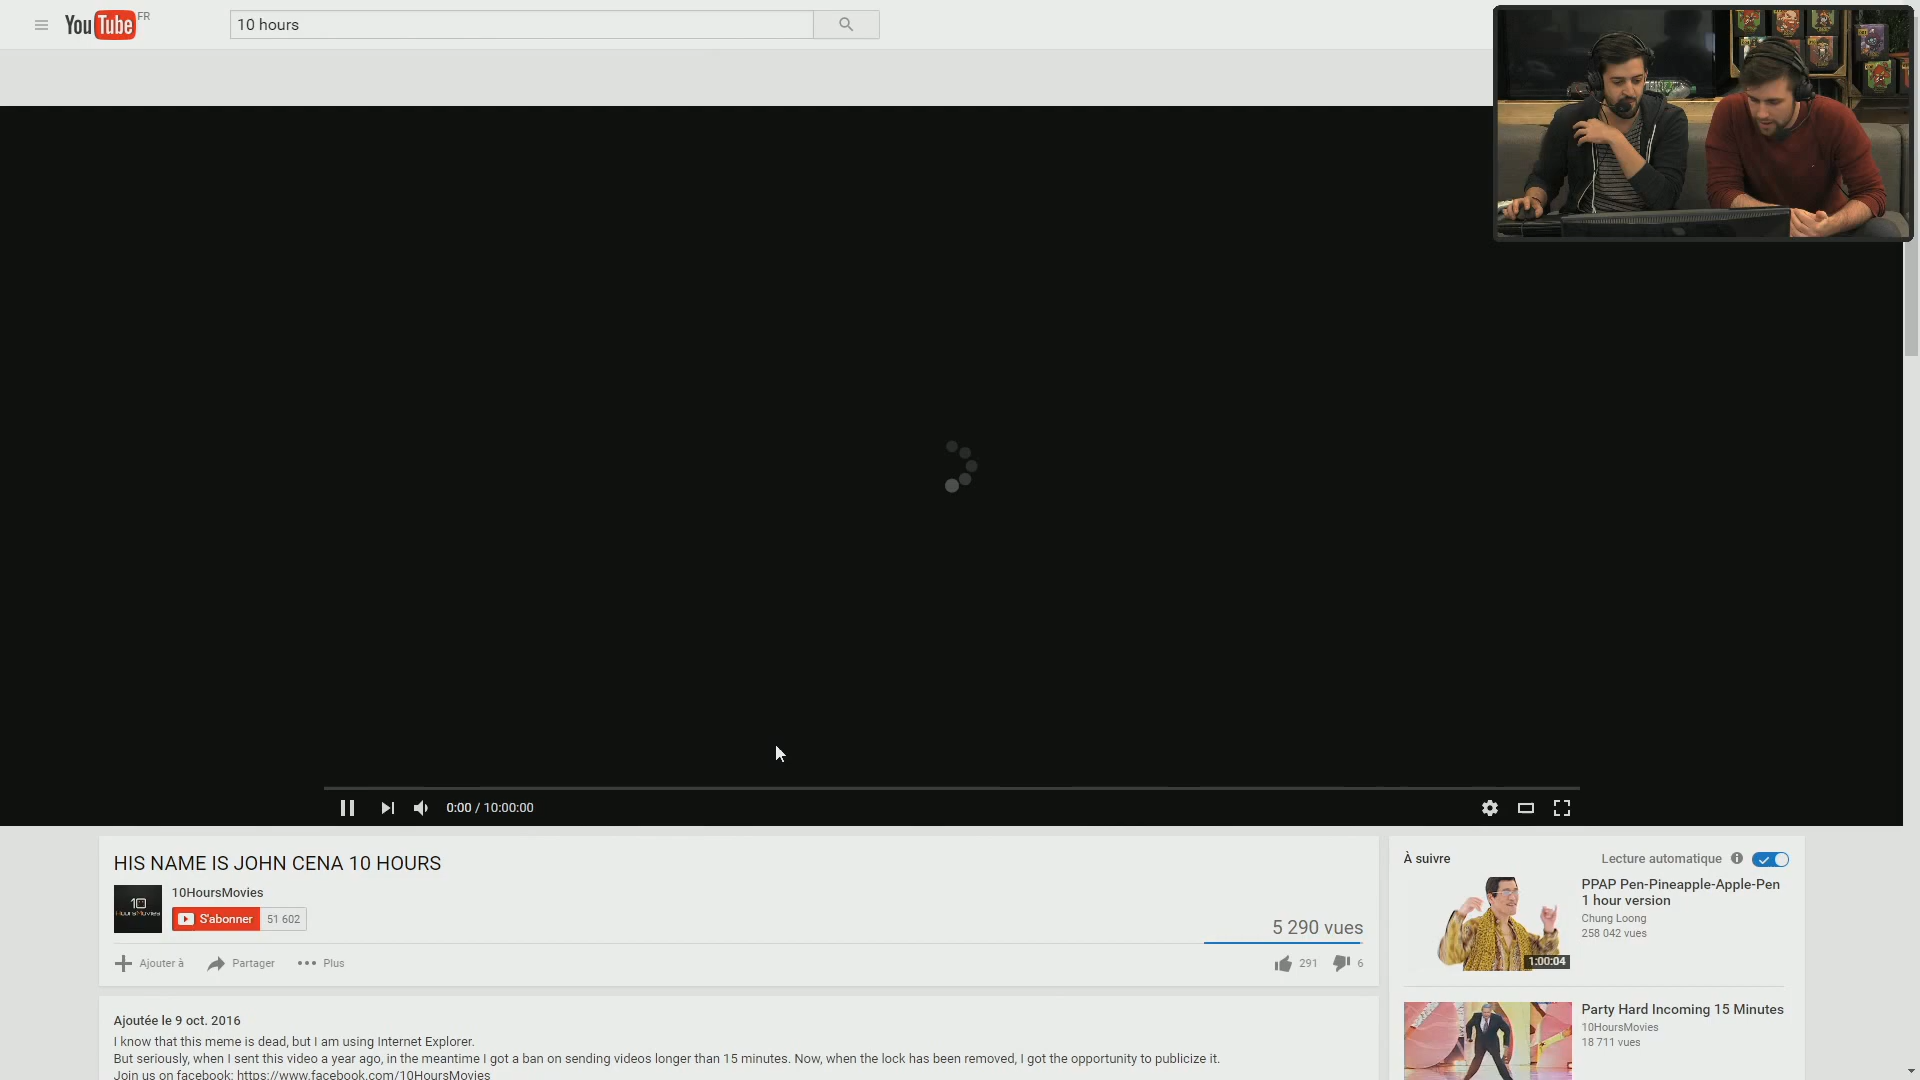 YouTube FR
10 hours
0:00 / 10:00:00
HIS NAME IS JOHN CENA 10 HOURS
10
HoursMovies
10HoursMovies
S'abonner 51 602
5 290 vues
Ajouter à Partager Plus
291 6
Ajoutée le 9 oct. 2016
I know that this meme is dead, but I am using Internet Explorer.
But seriously, when I sent this video a year ago, in the meantime I got a ban on sending videos longer than 15 minutes. Now, when the lock has been removed, I got the opportunity to publicize it.
Join us on facebook: https://www.facebook.com/10HoursMovies
À suivre
Lecture automatique
1:00:04
PPAP Pen-Pineapple-Apple-Pen
1 hour version
Chung Loong
258 042 vues
Party Hard Incoming 15 Minutes
10HoursMovies
18 711 vues